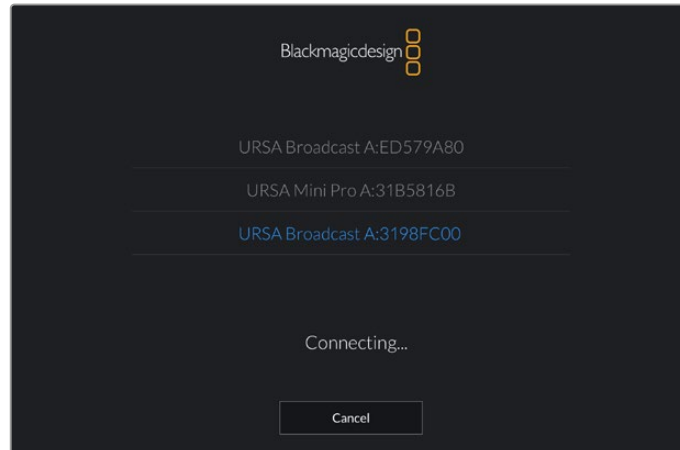 Blackmagicdesign
URSA Broadcast A:ED579A80
URSA Mini Pro A:31B5816B
URSA Broadcast A:3198FC00
Connecting...
Cancel